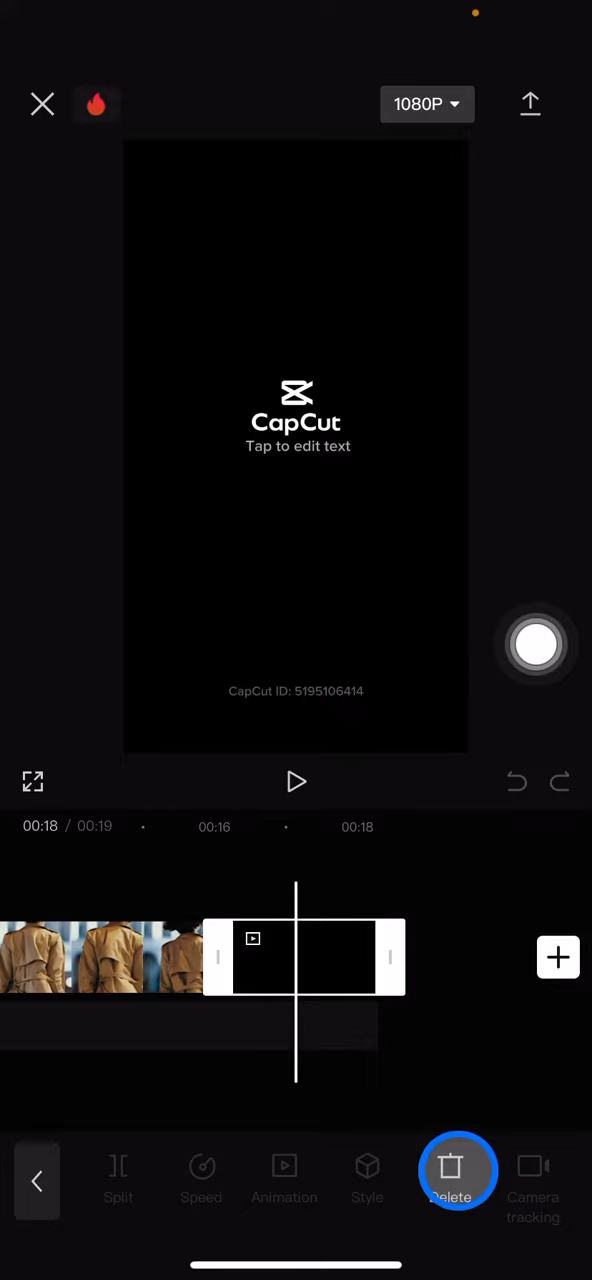 1080P
CapCut
Tap to edit text
CapCut ID: 5195106414
00:18 / 00:19 00:16 00:18
Split Speed Animation Style Delete Camera
tracking